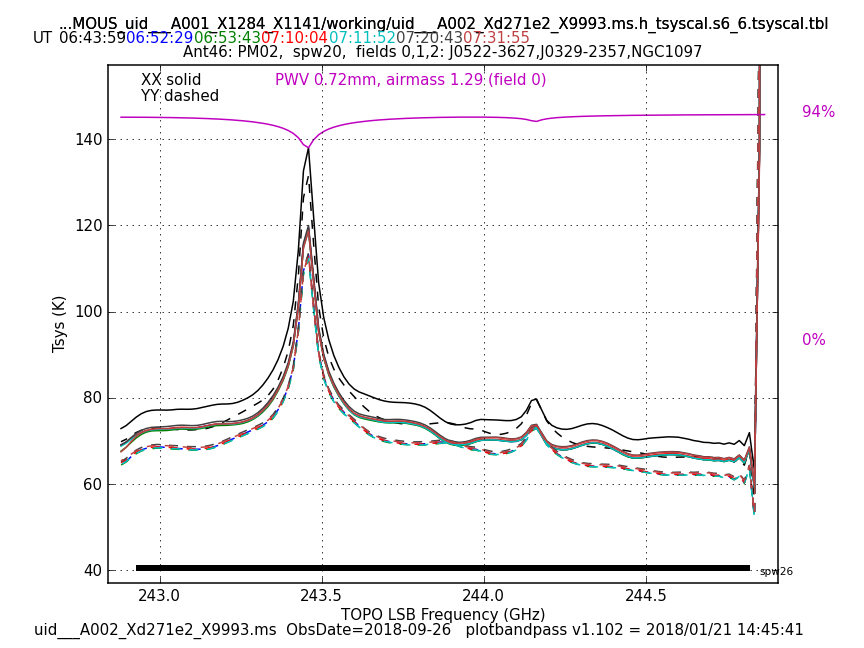 ...MOUS_uid___A001_X1284_X1141/working/uid___A002_Xd271e2_X9993.ms.h_tsyscal.s6_6.tsyscal.tbl
UT 06:43:59 06:52:29 06:53:43 07:10:04 07:11:52 07:20:43 07:31:55
Ant46: PM02,  spw20,  fields 0,1,2: J0522-3627,J0329-2357,NGC1097
XX solid
PWV 0.72mm, airmass 1.29 (field 0)
YY dashed
94%
140
120
100
80
60
40
0%
Tsys (K)
spw26
243.0 243.5 244.0 244.5
TOPO LSB Frequency (GHz)
uid___A002_Xd271e2_X9993.ms  ObsDate=2018-09-26   plotbandpass v1.102 = 2018/01/21 14:45:41